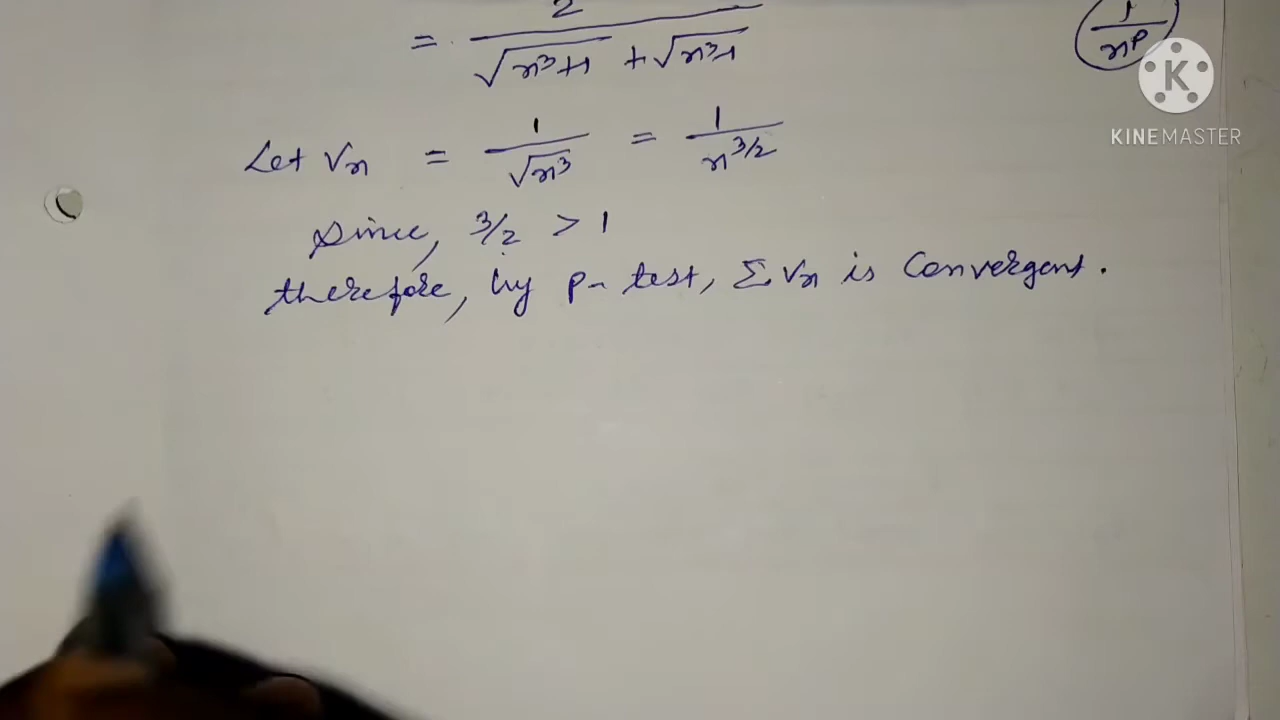 = 2 / √n³+1 + √n³-1
1/n^p
K
KINEMASTER
Let Vn = 1/√n³ = 1/n^3/2
since, 3/2 > 1
therefore, by p- test, Σ Vn is Convergent.